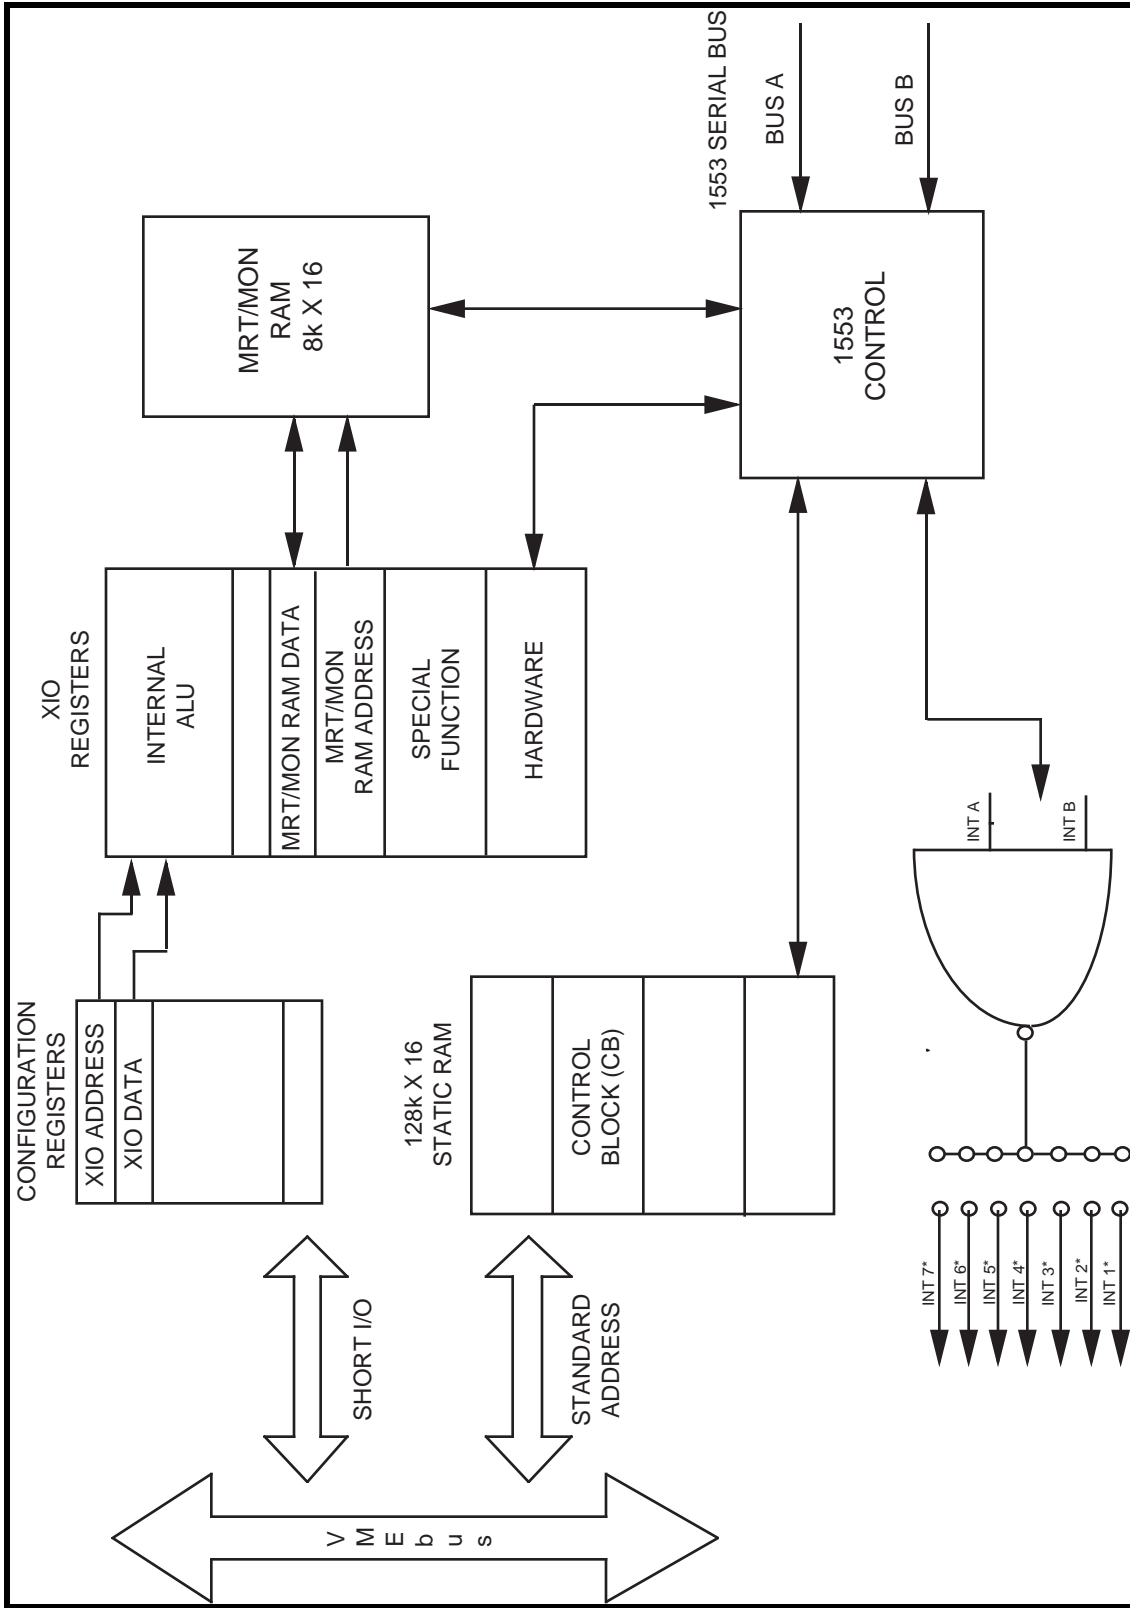 CONFIGURATION
REGISTERS
XIO ADDRESS
XIO DATA
XIO
REGISTERS
INTERNAL
ALU
MRT/MON RAM DATA
MRT/MON
RAM ADDRESS
SPECIAL
FUNCTION
HARDWARE
MRT/MON
RAM
8k X 16
1553 SERIAL BUS
BUS A
BUS B
1553
CONTROL
VMEbus
SHORT I/O
STANDARD
ADDRESS
128k X 16
STATIC RAM
CONTROL
BLOCK (CB)
INT A
INT B
INT 7*
INT 6*
INT 5*
INT 4*
INT 3*
INT 2*
INT 1*